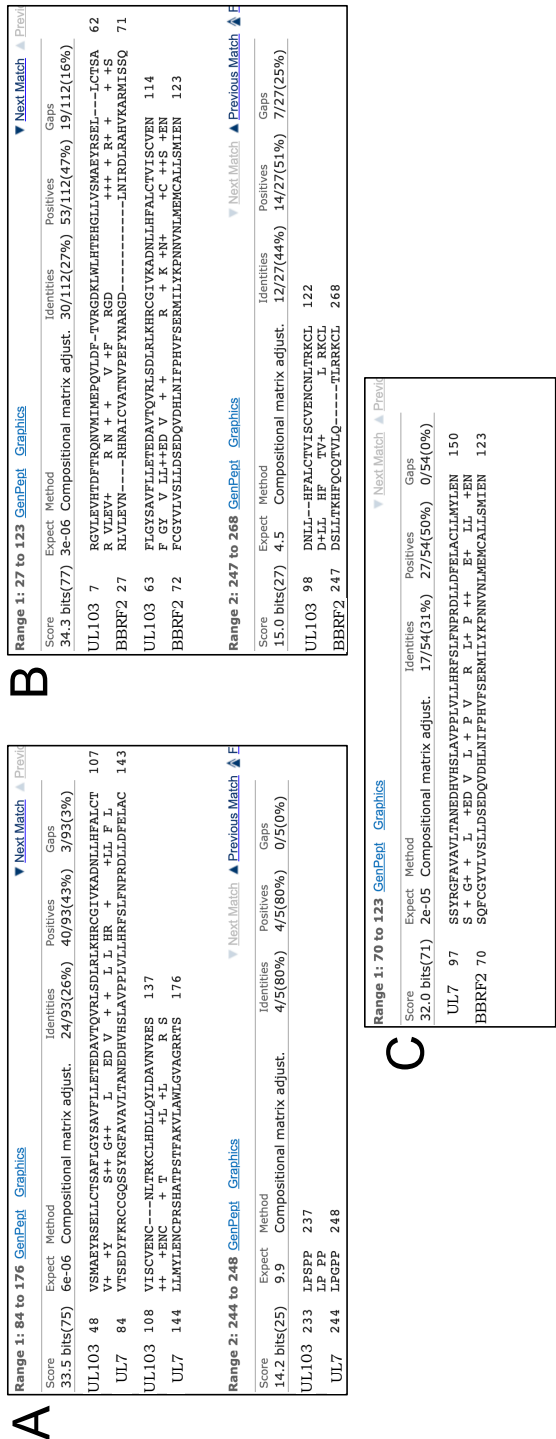 A
Range 1: 84 to 176 GenPept Graphics ▼ Next Match ▲ Previ
Score Expect Method Identities Positives Gaps
33.5 bits(75) 6e-06 Compositional matrix adjust. 24/93(26%) 40/93(43%) 3/93(3%)
UL103 48 VSMAEYRSELLCTSAFLGYSAVFLLETEDAVTQVRLSDLRLKHRCGIVKADNLLHFALCT 107
V+ +Y S++ G++ L ED V + + L L HR + +LL F L
UL7 84 VTSEDYFKRCCGQSSYRGFAVAVLTANEDHVHSLAVPPLVLLHRFSLFNPRDLLDFELAC 143
UL103 108 VISCVENC---NLTRKCLHDLLQYLDAVNVRES 137
++ +ENC + T +L +L R S
UL7 144 LLMYLENCPRSHATPSTFAKVLAWLGVAGRRTS 176
Range 2: 244 to 248 GenPept Graphics ▼ Next Match ▲ Previous Match
Score Expect Method Identities Positives Gaps
14.2 bits(25) 9.9 Compositional matrix adjust. 4/5(80%) 4/5(80%) 0/5(0%)
UL103 233 LPSPP 237
LP PP
UL7 244 LPGPP 248
B
Range 1: 27 to 123 GenPept Graphics ▼ Next Match ▲ Previ
Score Expect Method Identities Positives Gaps
34.3 bits(77) 3e-06 Compositional matrix adjust. 30/112(27%) 53/112(47%) 19/112(16%)
UL103 7 RGVLEVHTDFTRQNVMIMEPQVLDF-TVRGDKLWLHTEHGLLVSMAEYRSEL---LCTSA 62
R VLEV+ R N + + V +F RGD +++ + R+ + + +S
BBRF2 27 RLVLEVN----RHNAICVATNVPEFYNARGD-----------LNIRDLRAHVKARMISSQ 71
UL103 63 FLGYSAVFLLETEDAVTQVRLSDLRLKHRCGIVKADNLLHFALCTVISCVEN 114
F GY V LL++ED V + + R + K +N+ +C ++S +EN
BBRF2 72 FCGYVLVSLLDSEDQVDHLNIFPHVFSERMILYKPNNVNLMEMCALLSMIEN 123
Range 2: 247 to 268 GenPept Graphics ▼ Next Match ▲ Previous Match
Score Expect Method Identities Positives Gaps
15.0 bits(27) 4.5 Compositional matrix adjust. 12/27(44%) 14/27(51%) 7/27(25%)
UL103 98 DNLL--HFALCTVISCVENCNLTRKCL 122
D+LL HF TV+ L RKCL
BBRF2 247 DSLLTKHFQCQTVLQ-----TLRRKCL 268
C
Range 1: 70 to 123 GenPept Graphics ▼ Next Match ▲ Previ
Score Expect Method Identities Positives Gaps
32.0 bits(71) 2e-05 Compositional matrix adjust. 17/54(31%) 27/54(50%) 0/54(0%)
UL7 97 SSYRGFAVAVLTANEDHVHSLAVPPLVLLHRFSLFNPRDLLDFELACLLMYLEN 150
S + G+ + L +ED V L + P V R L+ P ++ E+ LL +EN
BBRF2 70 SQFCGYVLVSLLDSEDQVDHLNIFPHVFSERMILYKPNNVNLMEMCALLSMIEN 123